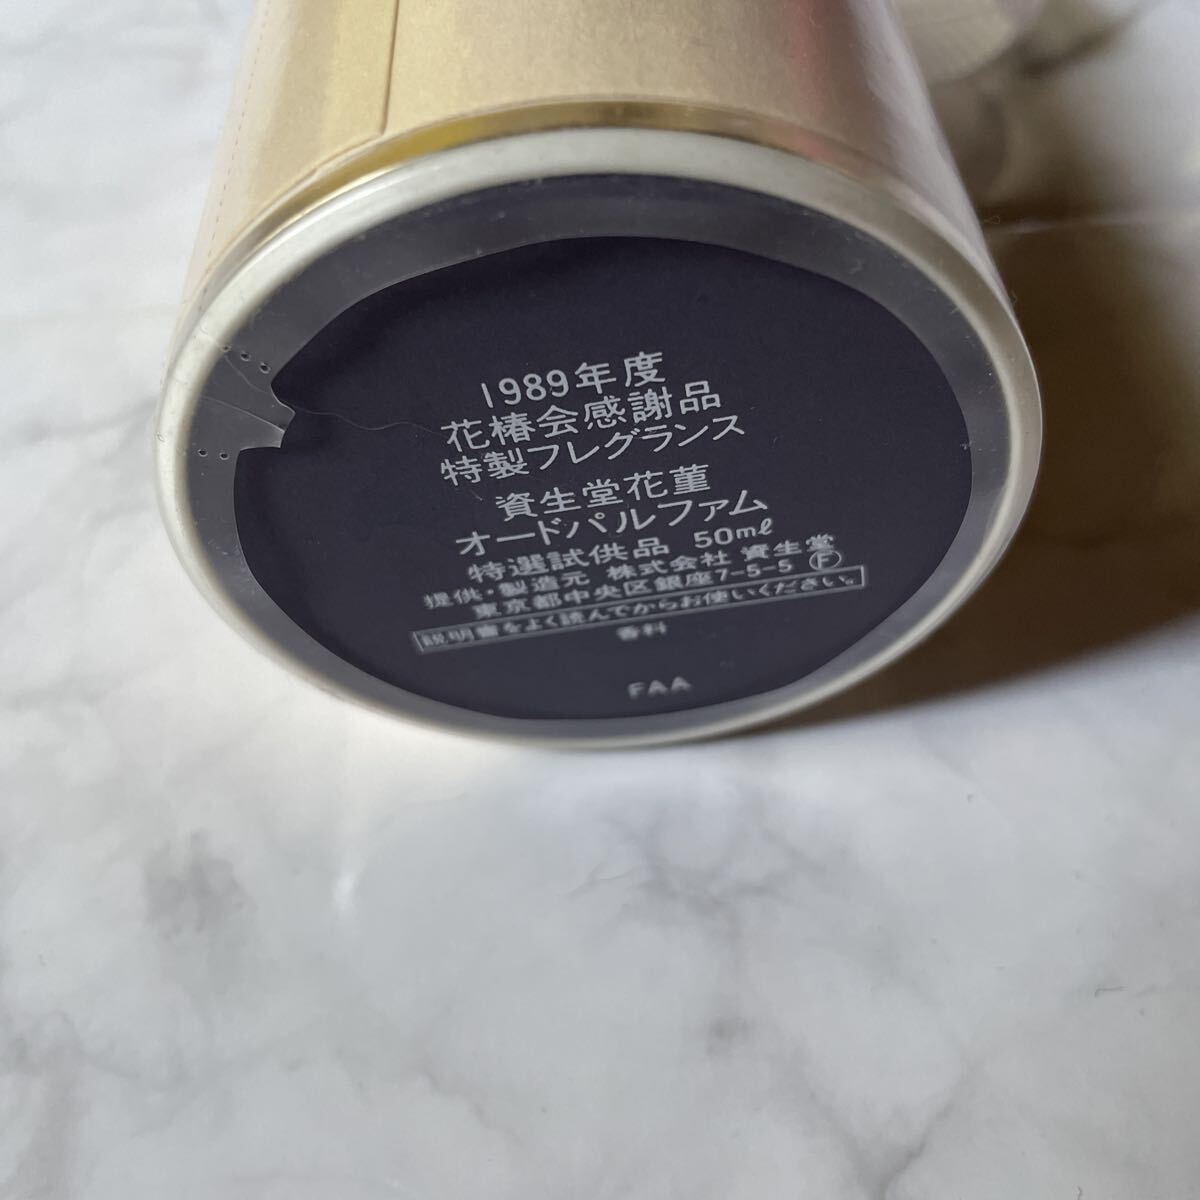 1989年度
花椿会感謝品
特製フレグランス
資生堂花菫
オードパルファム
特選試供品 50ml
提供・製造元 株式会社 資生堂
東京都中央区銀座7-5-5 Ⓕ
説明書をよく読んでからお使いください。
香料
FAA